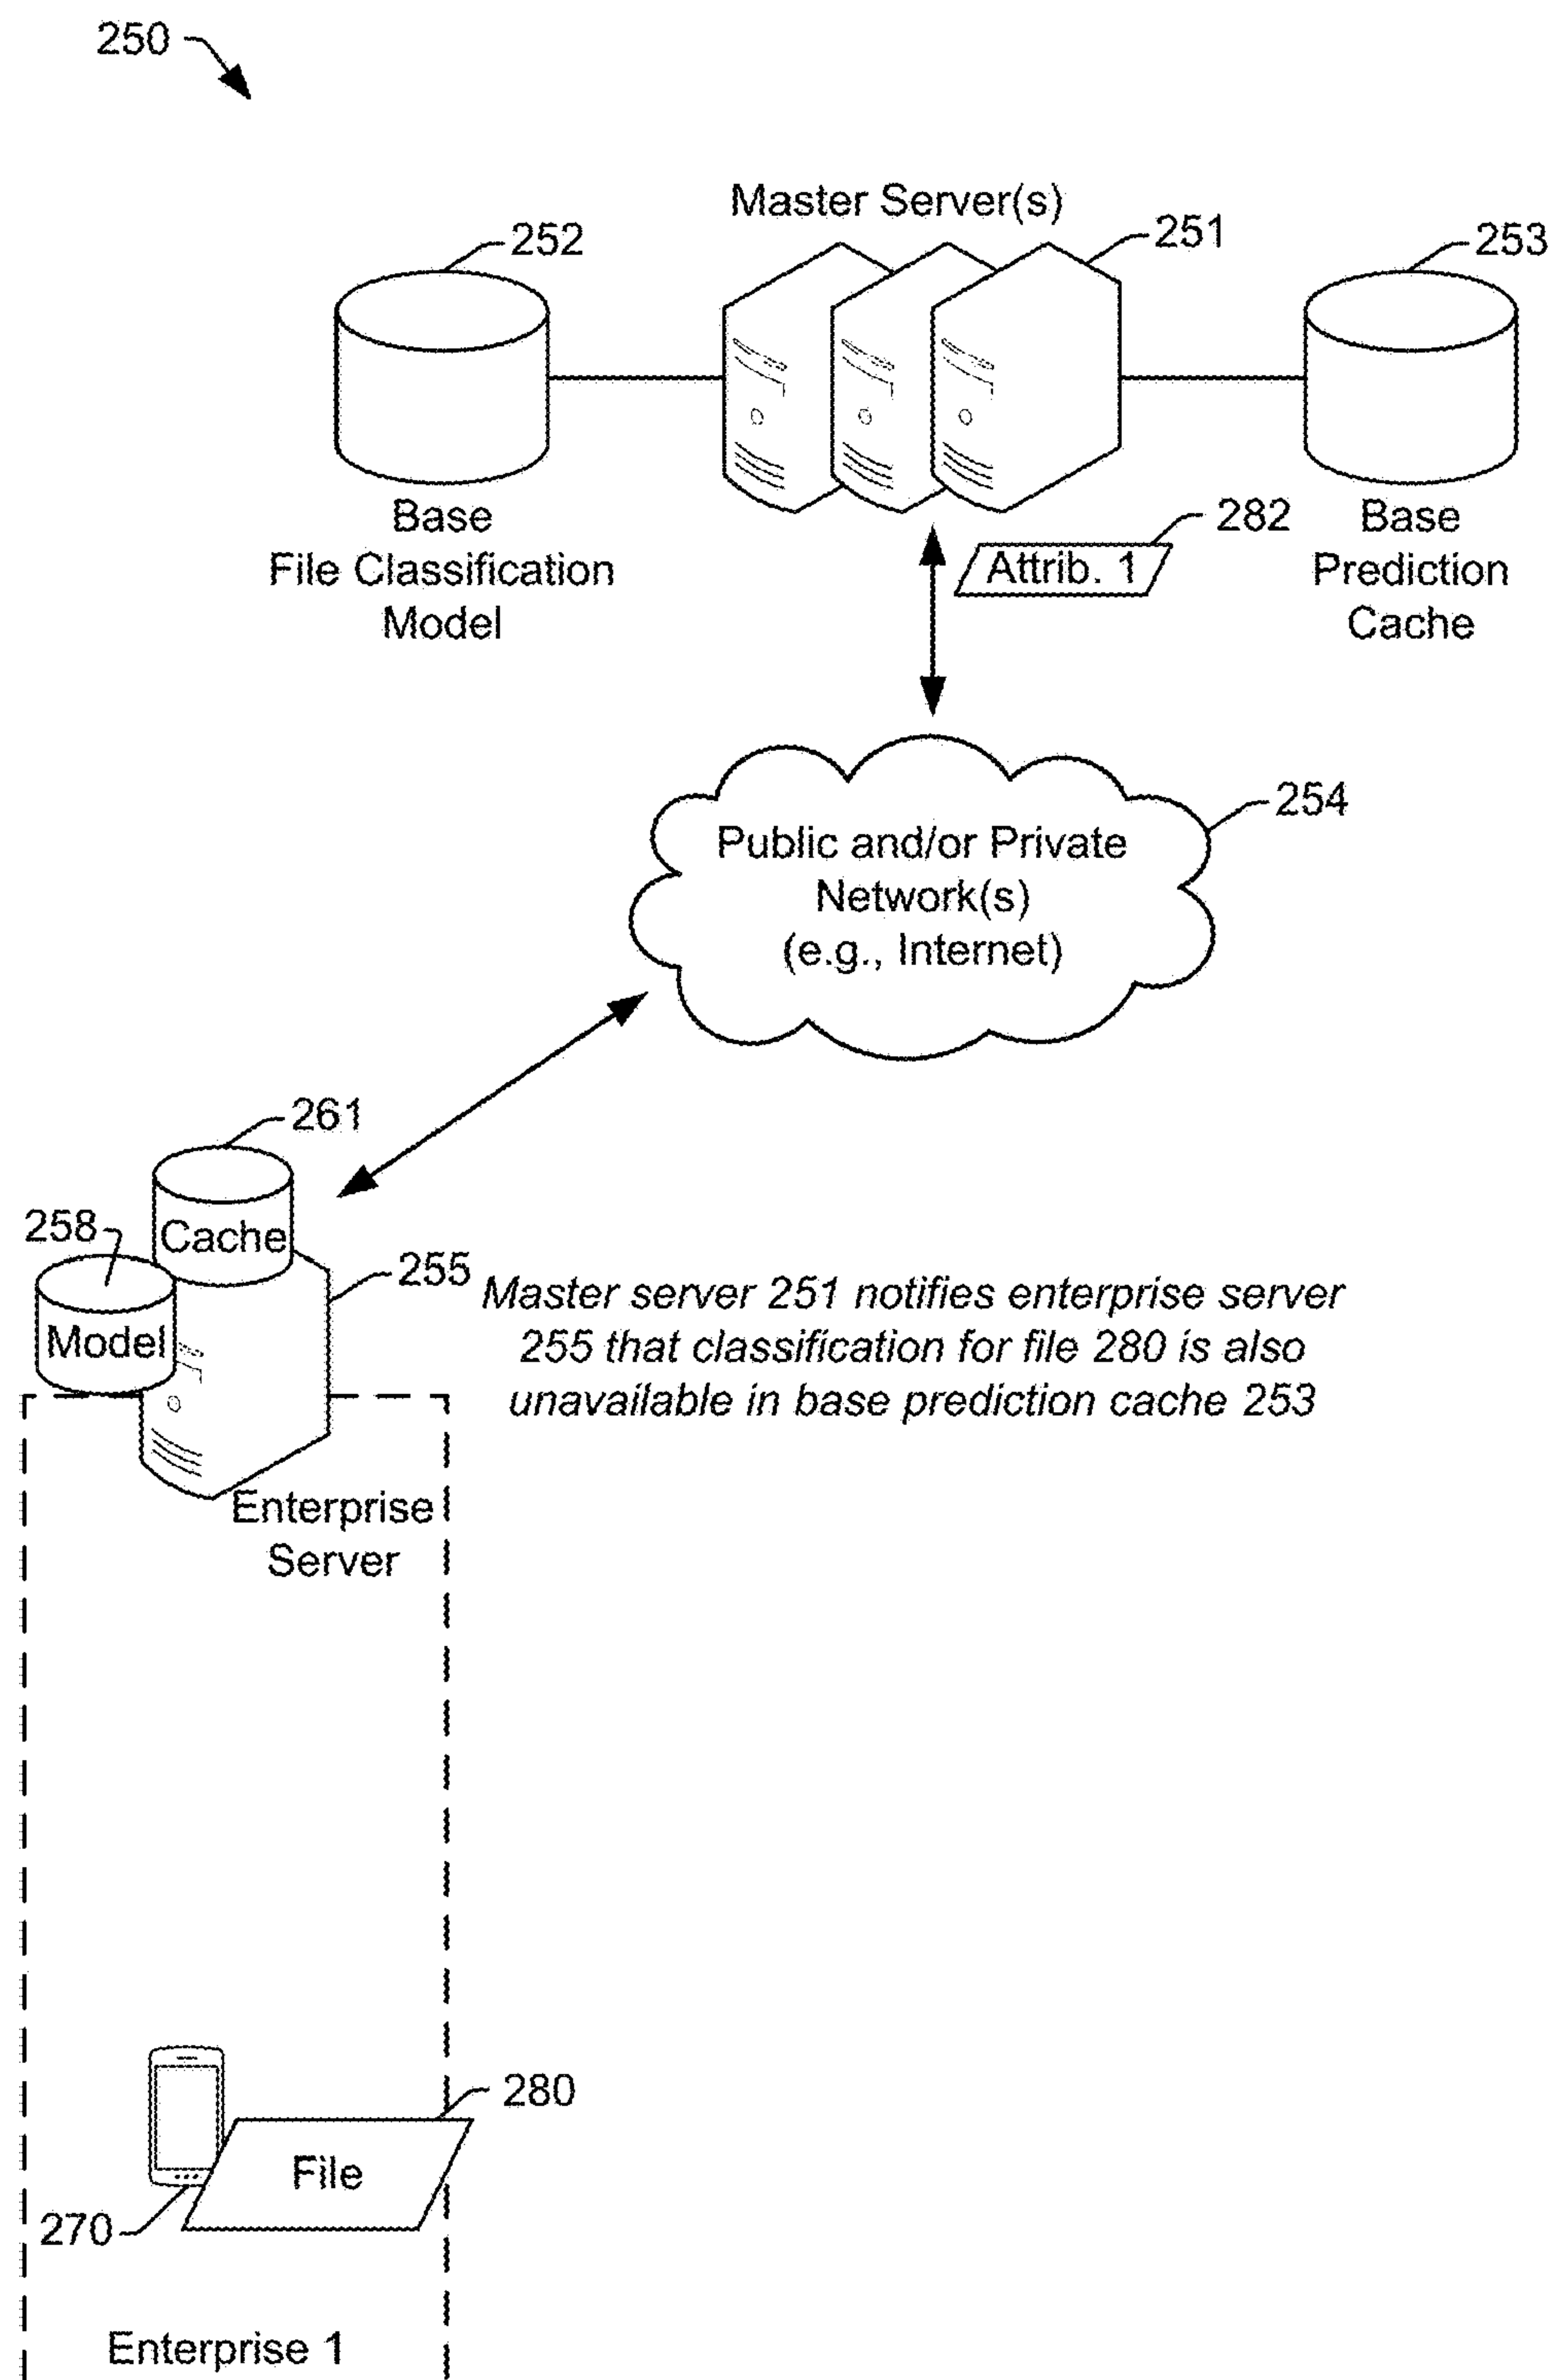 250
Master Server(s)
252
251
253
Base
File Classification
Model
282
Attrib. 1
Base
Prediction
Cache
254
Public and/or Private
Network(s)
(e.g., Internet)
261
Cache
258
Model
255
Master server 251 notifies enterprise server
255 that classification for file 280 is also
unavailable in base prediction cache 253
Enterprise
Server
280
File
270
Enterprise 1